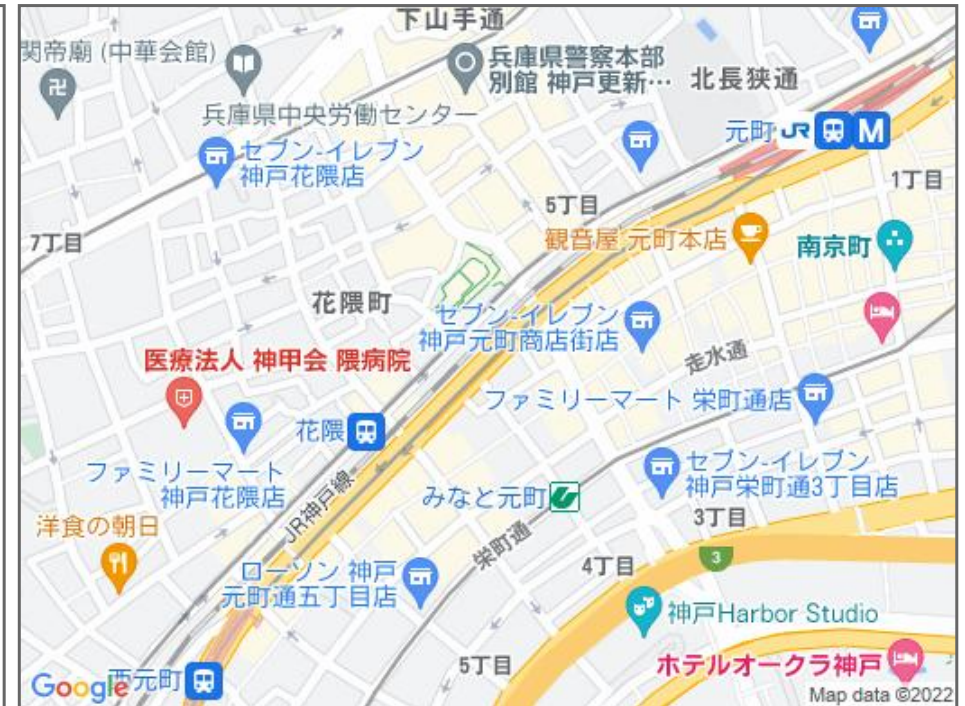 下山手通
関帝廟 (中華会館)
兵庫県警察本部
別館 神戸更新…
北長狭通
兵庫県中央労働センター
元町 JR M
セブン-イレブン
神戸花隈店
1丁目
5丁目
7丁目
観音屋 元町本店
南京町
花隈町
セブン-イレブン
神戸元町商店街店
走水通
医療法人 神甲会 隈病院
ファミリーマート 栄町通店
花隈
セブン-イレブン
神戸栄町通3丁目店
ファミリーマート
神戸花隈店
みなと元町
3丁目
JR神戸線
洋食の朝日
栄町通
3
4丁目
ローソン 神戸
元町通五丁目店
神戸Harbor Studio
5丁目
ホテルオークラ神戸
Google
西元町
Map data ©2022